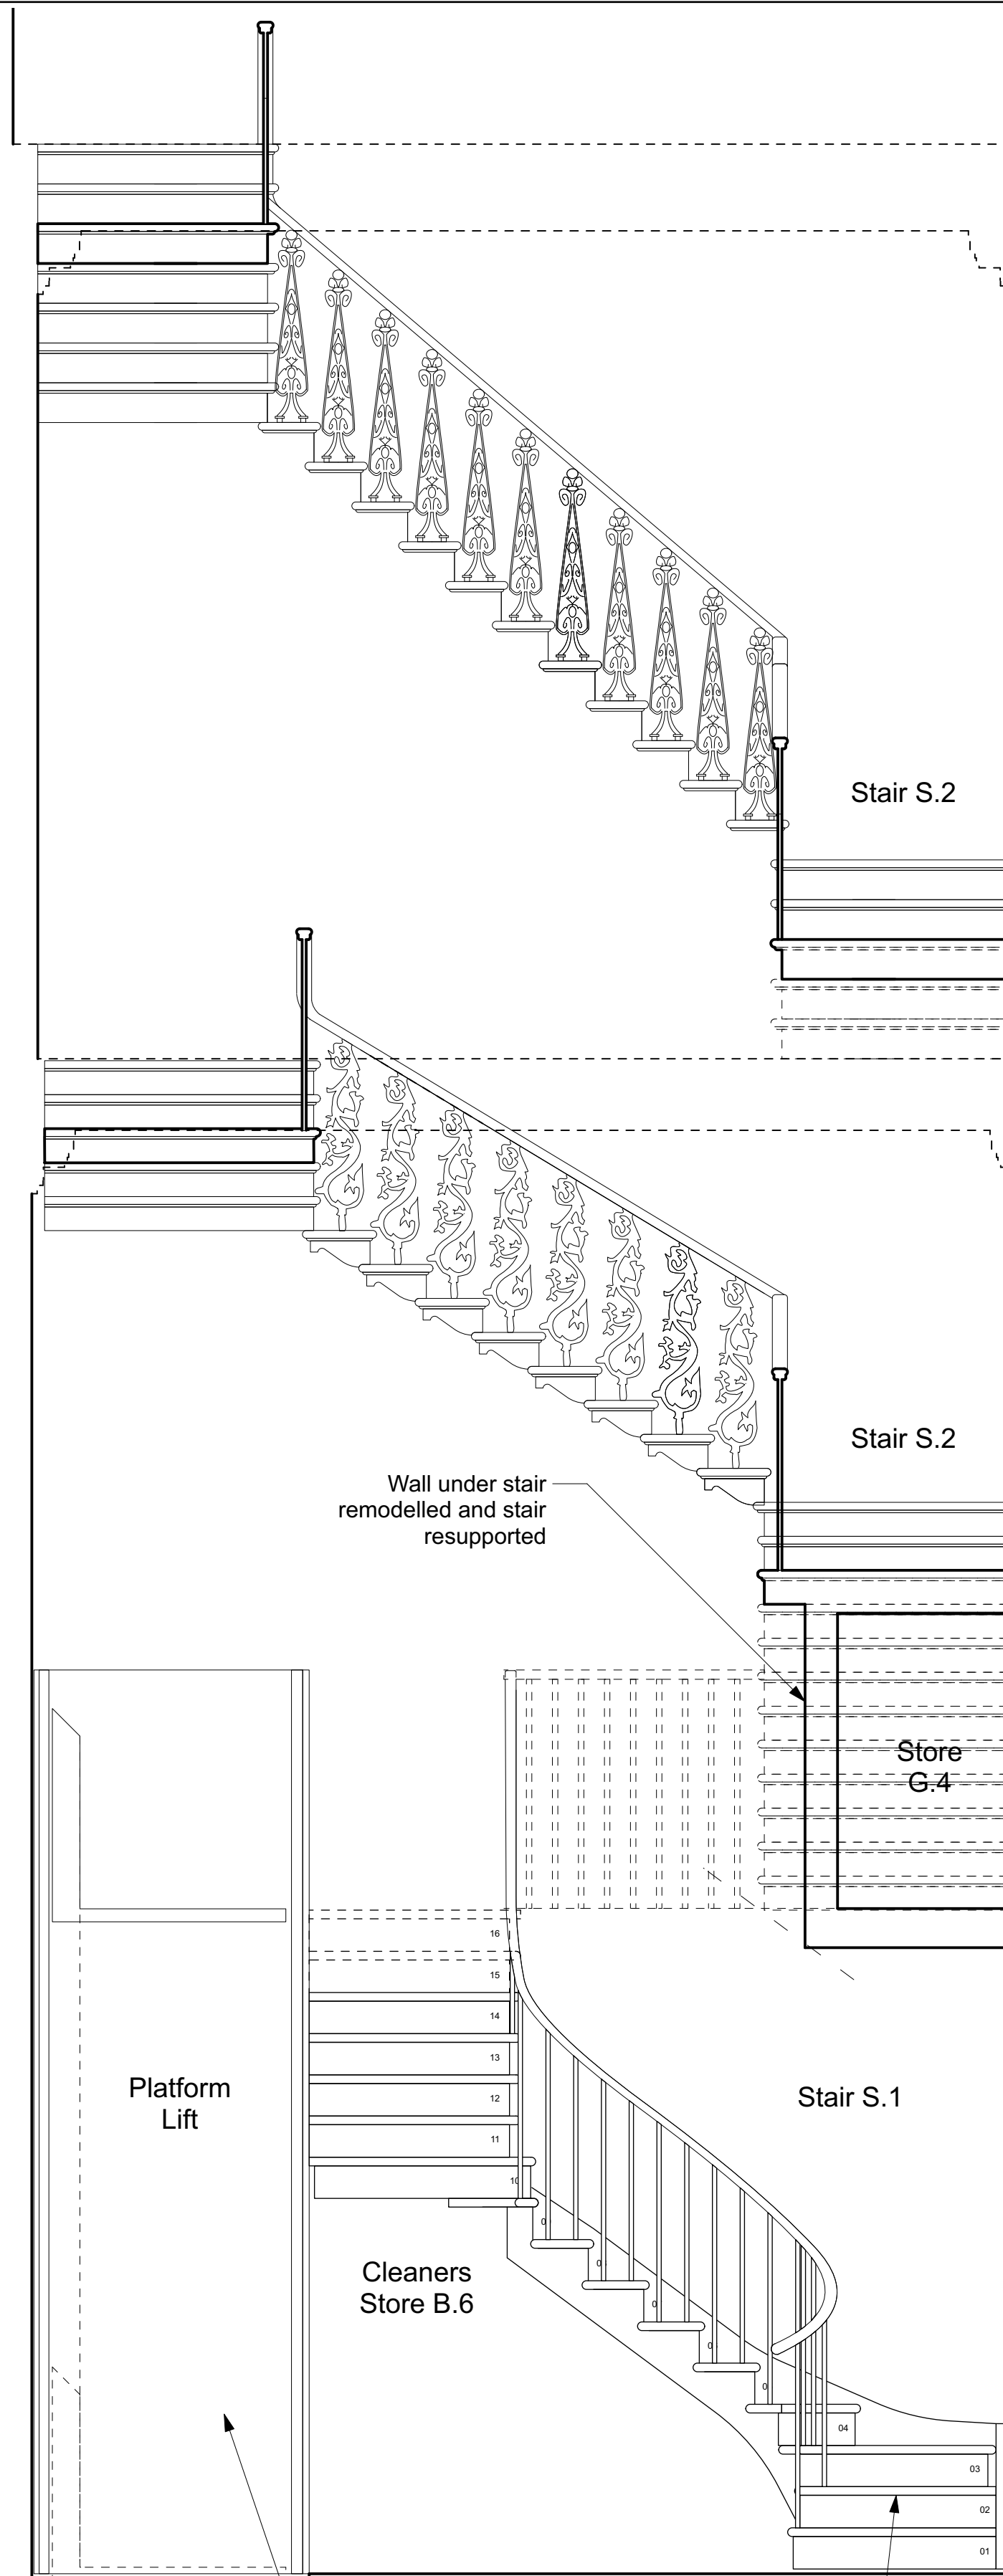 Stair S.2
Stair S.2
Wall under stair
remodelled and stair
resupported
Store
G.4
16
15
14
13
12
11
10
Platform
Lift
Stair S.1
Cleaners
Store B.6
04
03
02
01